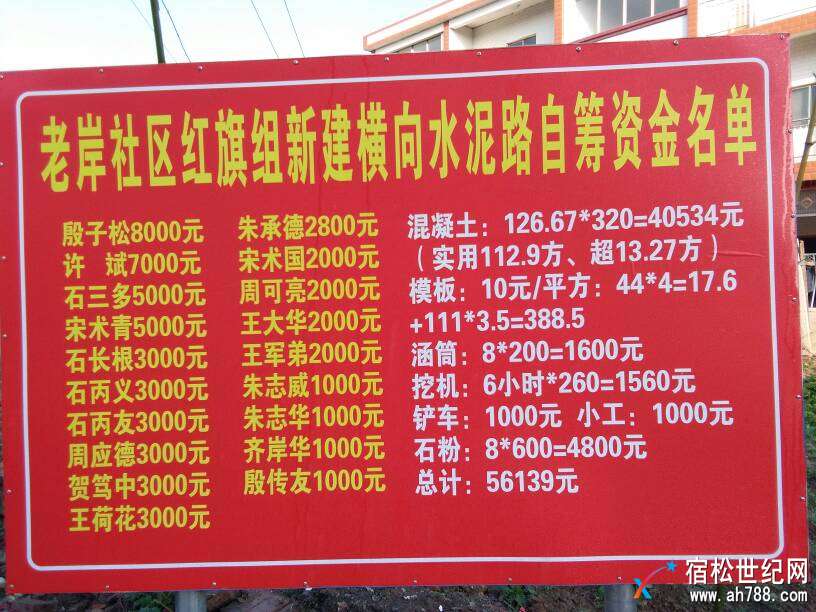 老岸社区红旗组新建横向水泥路自筹资金名单
殷子松8000元
许 斌7000元
石三多5000元
宋术青5000元
石长根3000元
石丙义3000元
石丙友3000元
周应德3000元
贺笃中3000元
王荷花3000元
朱承德2800元
宋术国2000元
周可亮2000元
王大华2000元
王军弟2000元
朱志威1000元
朱志华1000元
齐岸华1000元
殷传友1000元
混凝土：126.67*320=40534元
（实用112.9方、超13.27方）
模板：10元/平方：44*4=17.6
+111*3.5=388.5
涵筒：8*200=1600元
挖机：6小时*260=1560元
铲车：1000元 小工：1000元
石粉：8*600=4800元
总计：56139元
宿松世纪网
www.ah788.com